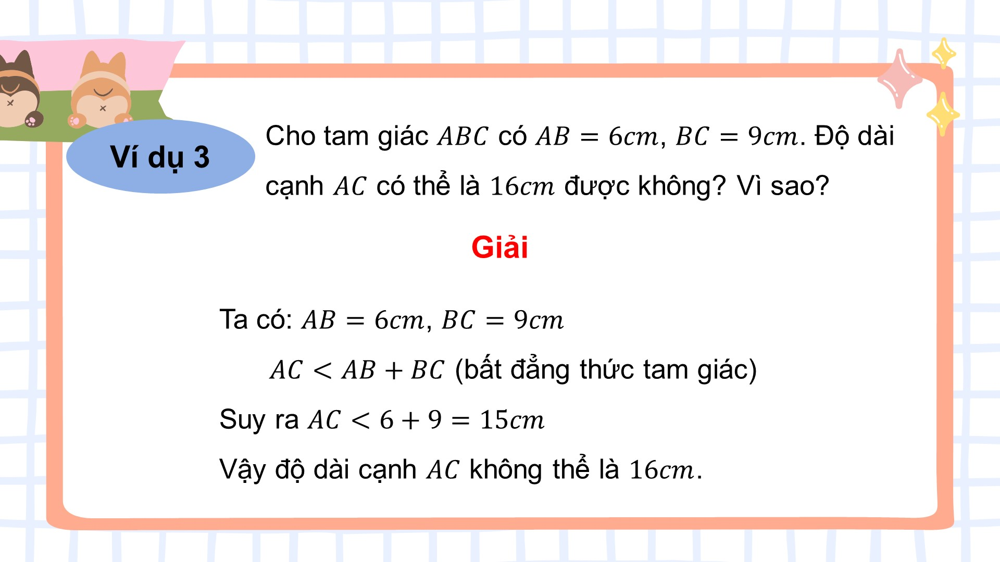 Ví dụ 3
Cho tam giác ABC có AB = 6cm, BC = 9cm. Độ dài
cạnh AC có thể là 16cm được không? Vì sao?
Giải
Ta có: AB = 6cm, BC = 9cm
AC < AB + BC (bất đẳng thức tam giác)
Suy ra AC < 6 + 9 = 15cm
Vậy độ dài cạnh AC không thể là 16cm.